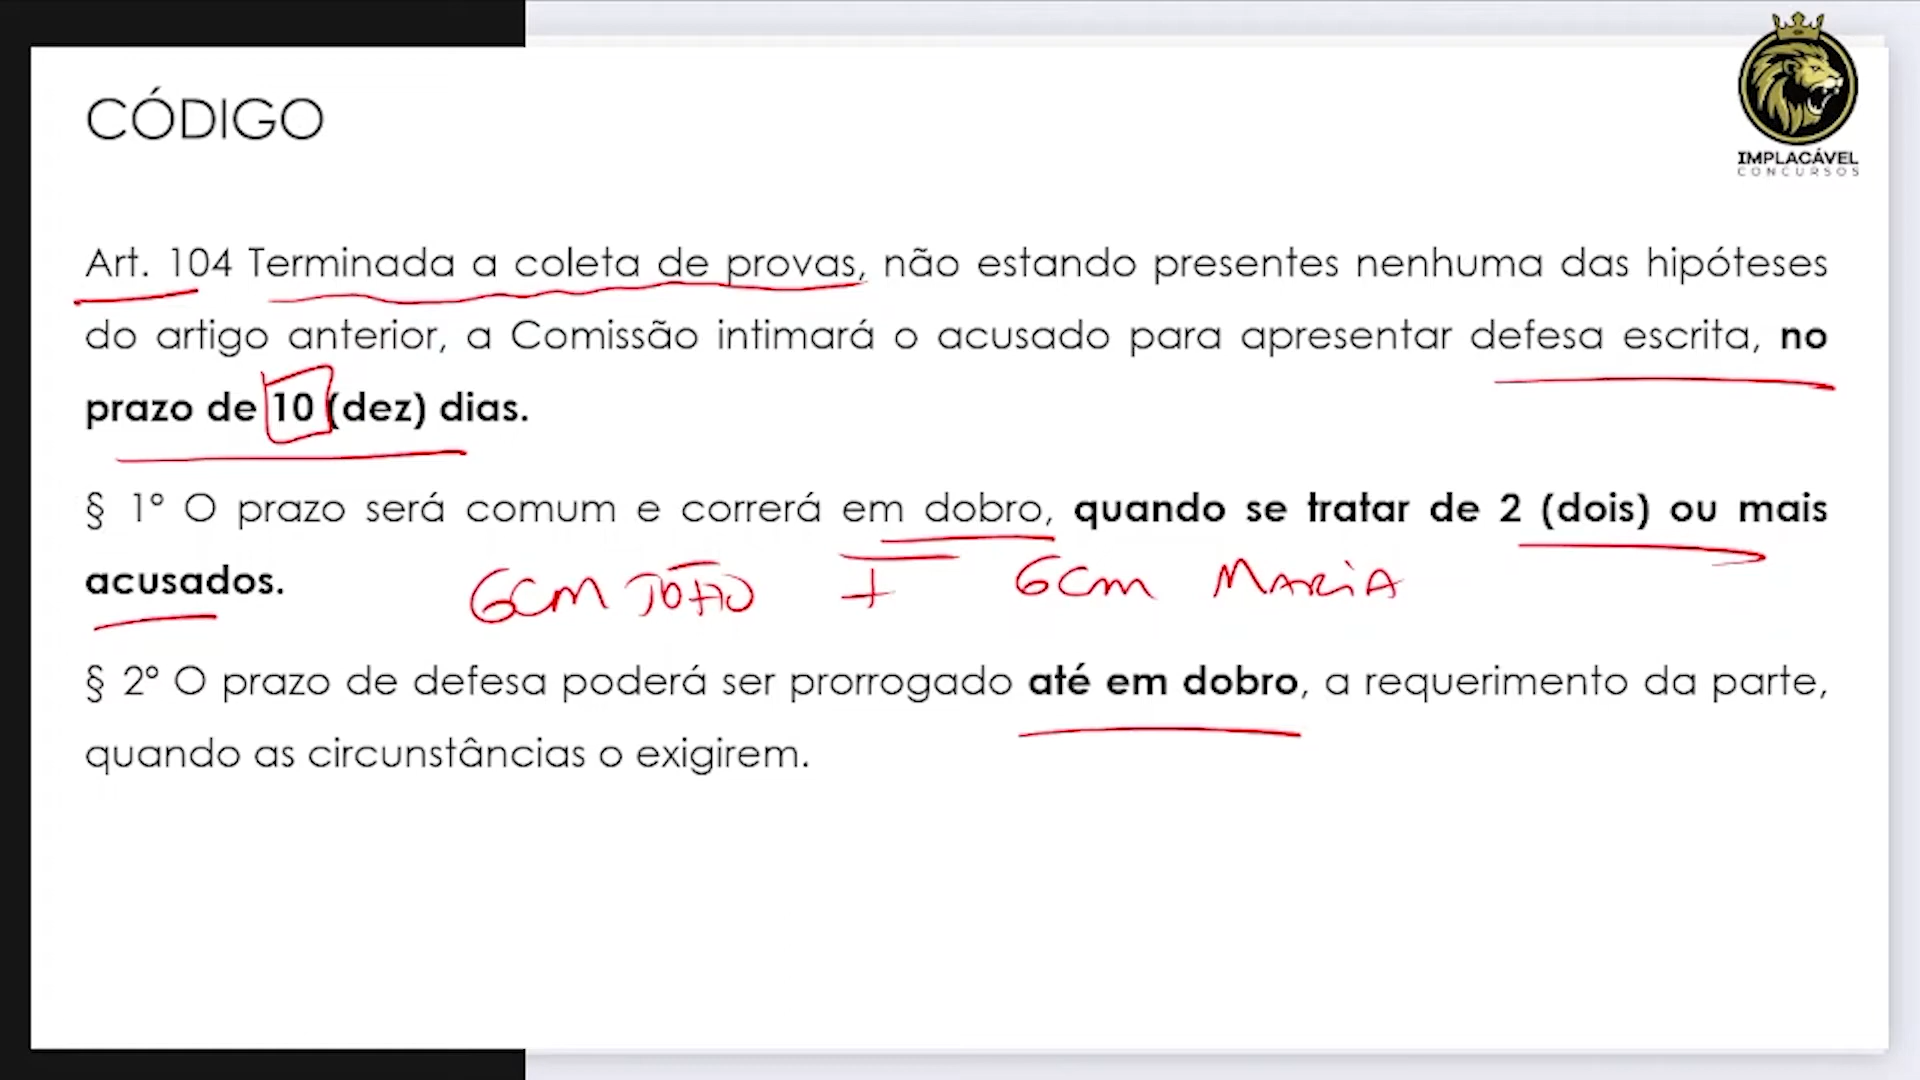 IMPLACÁVEL
CONCURSOS
CÓDIGO
Art. 104 Terminada a coleta de provas, não estando presentes nenhuma das hipóteses
do artigo anterior, a Comissão intimará o acusado para apresentar defesa escrita, no
prazo de 10 (dez) dias.
§ 1º O prazo será comum e correrá em dobro, quando se tratar de 2 (dois) ou mais
acusados.
GCM JOÃO + GCM MARIA
§ 2º O prazo de defesa poderá ser prorrogado até em dobro, a requerimento da parte,
quando as circunstâncias o exigirem.